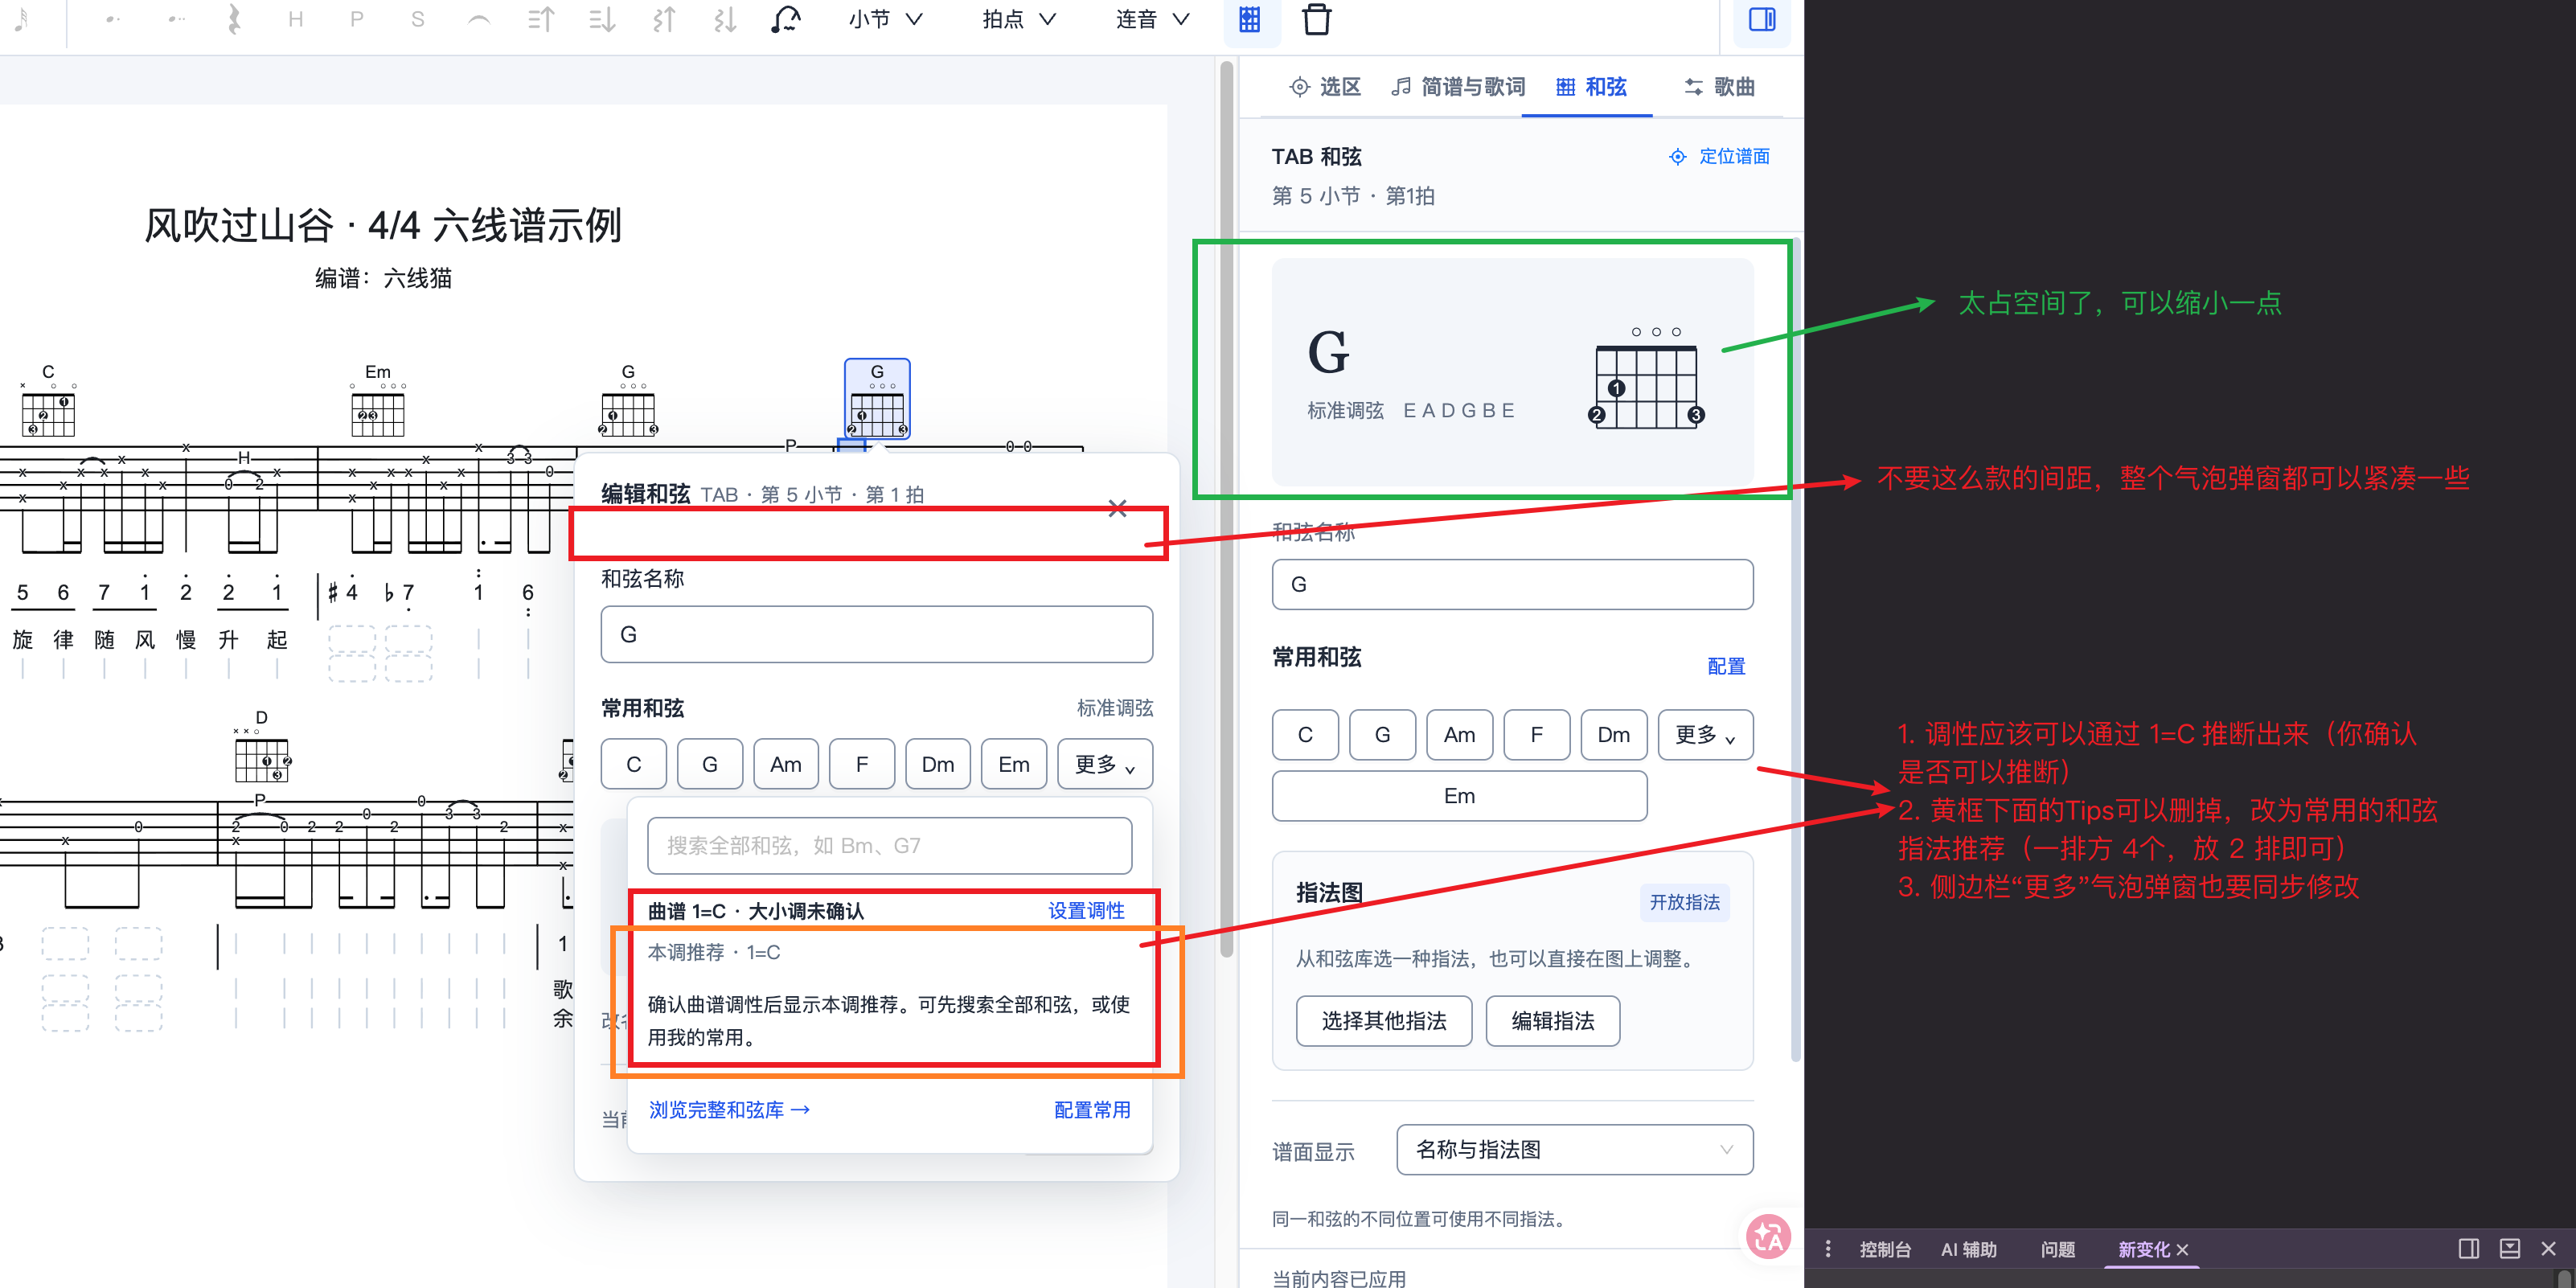 H P S 小节 拍点 连音
选区 简谱与歌词 和弦 歌曲
TAB 和弦 定位谱面
第 5 小节 · 第1拍
风吹过山谷 · 4/4 六线谱示例
编谱：六线猫
C Em G G
G
标准调弦 E A D G B E
太占空间了，可以缩小一点
不要这么款的间距，整个气泡弹窗都可以紧凑一些
编辑和弦 TAB · 第 5 小节 · 第 1 拍
和弦名称
G
常用和弦 标准调弦
C G Am F Dm Em 更多
搜索全部和弦，如 Bm、G7
曲谱 1=C · 大小调未确认 设置调性
本调推荐 · 1=C
确认曲谱调性后显示本调推荐。可先搜索全部和弦，或使
用我的常用。
浏览完整和弦库 → 配置常用
5 6 7 1 2 2 1 ♯4 ♭7 1 6
旋 律 随 风 慢 升 起
D
P
1
歌
余
和弦名称
G
常用和弦 配置
C G Am F Dm 更多
Em
指法图 开放指法
从和弦库选一种指法，也可以直接在图上调整。
选择其他指法 编辑指法
谱面显示 名称与指法图
同一和弦的不同位置可使用不同指法。
当前内容已应用
1. 调性应该可以通过 1=C 推断出来（你确认
是否可以推断）
2. 黄框下面的Tips可以删掉，改为常用的和弦
指法推荐（一排方 4个，放 2 排即可）
3. 侧边栏“更多”气泡弹窗也要同步修改
控制台 AI 辅助 问题 新变化